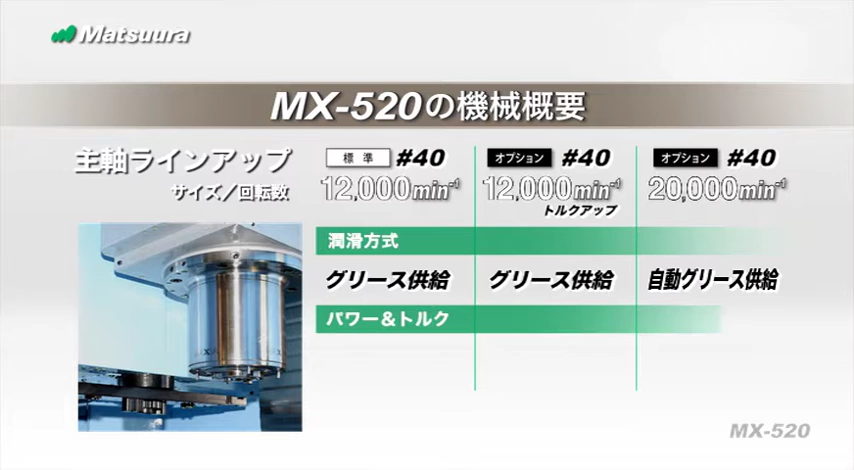 Matsuura
MX-520の機械概要
主軸ラインアップ
サイズ/回転数
標準 #40
12,000min⁻¹
オプション #40
12,000min⁻¹
トルクアップ
オプション #40
20,000min⁻¹
潤滑方式
グリース供給 グリース供給 自動グリース供給
パワー&トルク
MX-520